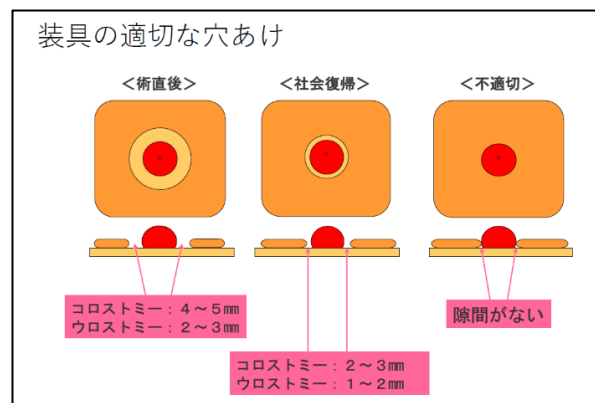 装具の適切な穴あけ
＜術直後＞
＜社会復帰＞
＜不適切＞
コロストミー：４～５㎜
ウロストミー：２～３㎜
隙間がない
コロストミー：２～３㎜
ウロストミー：１～２㎜